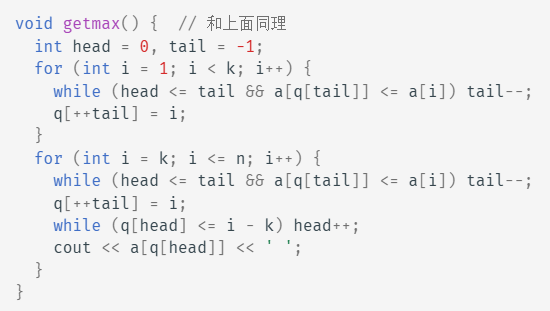 void getmax() {  // 和上面同理
  int head = 0, tail = -1;
  for (int i = 1; i < k; i++) {
    while (head <= tail && a[q[tail]] <= a[i]) tail--;
    q[++tail] = i;
  }
  for (int i = k; i <= n; i++) {
    while (head <= tail && a[q[tail]] <= a[i]) tail--;
    q[++tail] = i;
    while (q[head] <= i - k) head++;
    cout << a[q[head]] << ' ';
  }
}